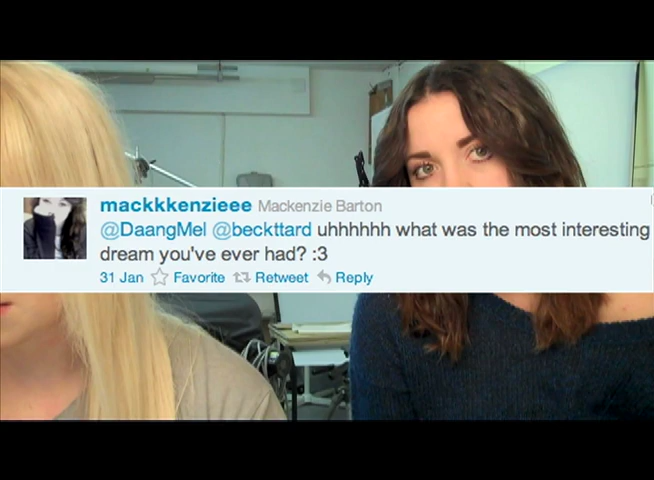 mackkkenzieee Mackenzie Barton
@DaangMel @beckttard uhhhhhh what was the most interesting
dream you've ever had? :3
31 Jan Favorite Retweet Reply